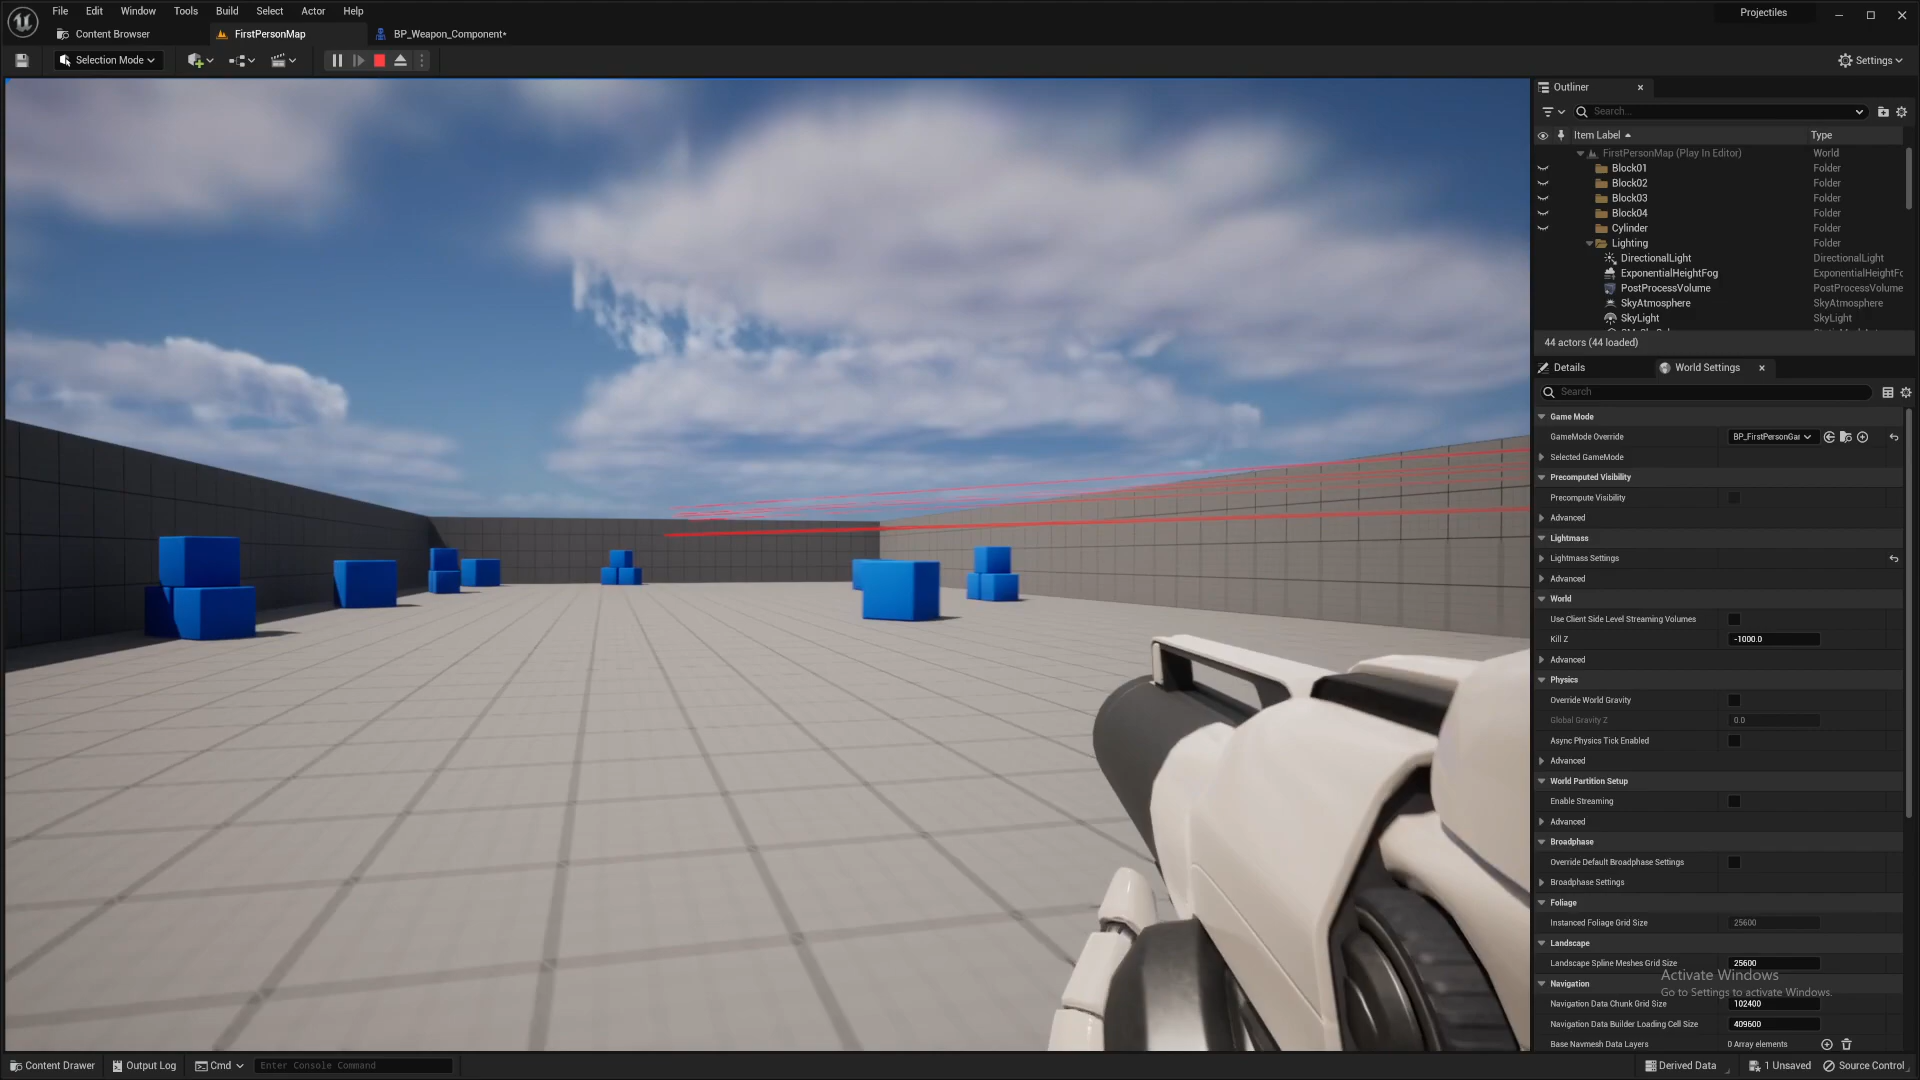 File Edit Window Tools Build Select Actor Help
Projectiles
Content Browser
FirstPersonMap
BP_Weapon_Component*
Selection Mode
Settings
Outliner
Search...
Item Label Type
FirstPersonMap (Play In Editor) World
Block01 Folder
Block02 Folder
Block03 Folder
Block04 Folder
Cylinder Folder
Lighting Folder
DirectionalLight DirectionalLight
ExponentialHeightFog ExponentialHeightFc
PostProcessVolume PostProcessVolume
SkyAtmosphere SkyAtmosphere
SkyLight SkyLight
44 actors (44 loaded)
Details
World Settings
Search
Game Mode
GameMode Override BP_FirstPersonGar
Selected GameMode
Precomputed Visibility
Precompute Visibility
Advanced
Lightmass
Lightmass Settings
Advanced
World
Use Client Side Level Streaming Volumes
Kill Z -1000.0
Advanced
Physics
Override World Gravity
Global Gravity Z 0.0
Async Physics Tick Enabled
Advanced
World Partition Setup
Enable Streaming
Advanced
Broadphase
Override Default Broadphase Settings
Broadphase Settings
Foliage
Instanced Foliage Grid Size 25600
Landscape
Landscape Spline Meshes Grid Size 25600
Activate Windows
Navigation
Go to Settings to activate Windows.
Navigation Data Chunk Grid Size 102400
Navigation Data Builder Loading Cell Size 409600
Base Navmesh Data Layers 0 Array elements
Content Drawer
Output Log
Cmd
Enter Console Command
Derived Data
1 Unsaved
Source Control